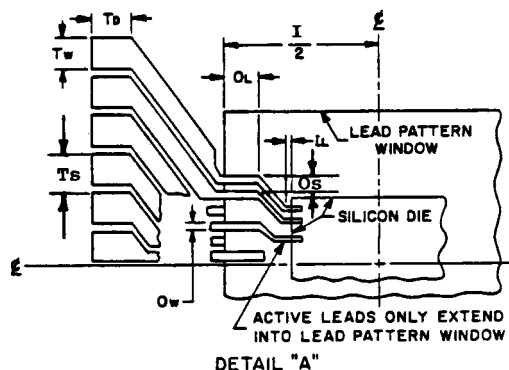 TD
TW
I
2
℄
OL
LEAD PATTERN
WINDOW
IL
TS
OS
SILICON DIE
℄
OW
ACTIVE LEADS ONLY EXTEND
INTO LEAD PATTERN WINDOW
DETAIL "A"